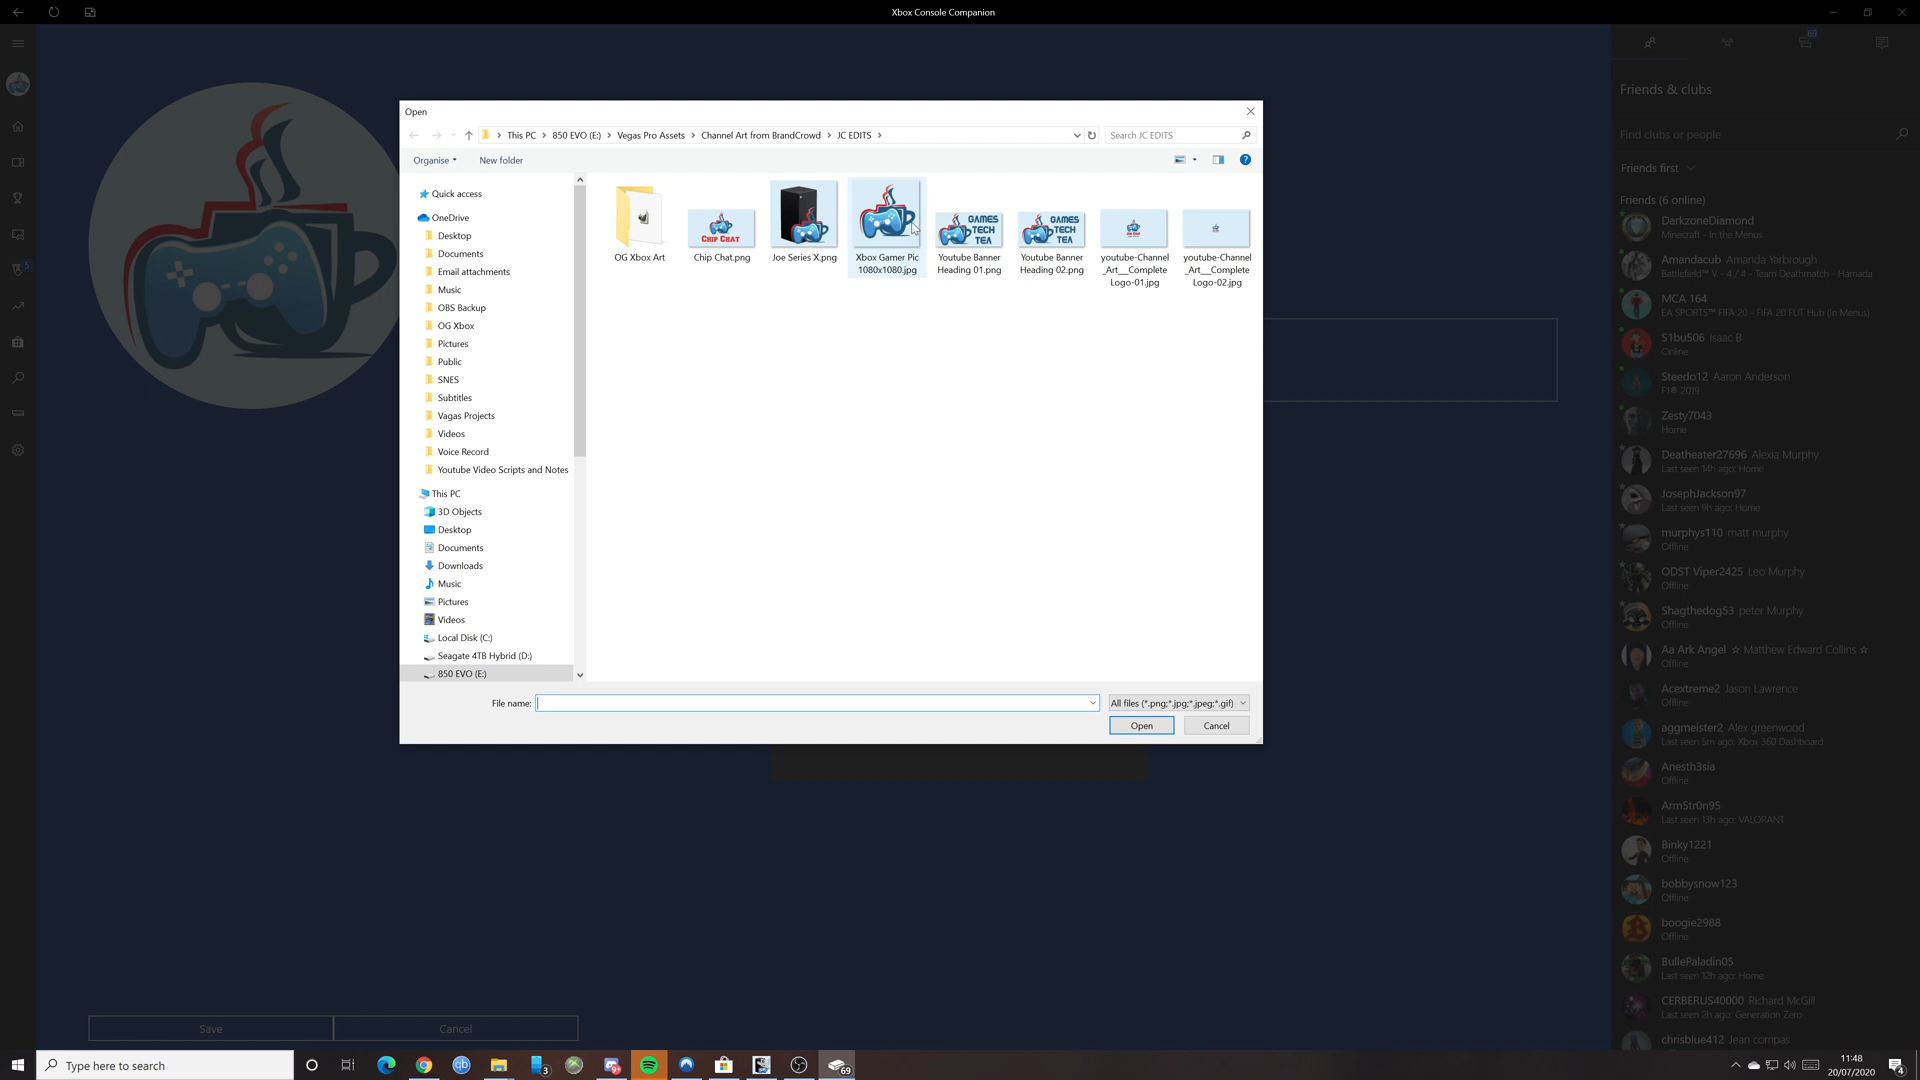 Xbox Console Companion
69
Friends & clubs
Find clubs or people
Friends first
Friends (6 online)
DarkzoneDiamond
Minecraft - In the Menus
Amandacub Amanda Yarbrough
Battlefield™ V - 4 / 4 - Team Deathmatch - Hamada
MCA 164
EA SPORTS™ FIFA 20 - FIFA 20 FUT Hub (in Menus)
S1bu506 Isaac B
Online
Steedo12 Aaron Anderson
F1® 2019
Zesty7043
Home
Deatheater27696 Alexia Murphy
Last seen 14h ago: Home
JosephJackson97
Last seen 9h ago: Home
murphys110 matt murphy
Offline
ODST Viper2425 Leo Murphy
Offline
Shagthedog53 peter Murphy
Offline
Aa Ark Angel ☆ Matthew Edward Collins ☆
Offline
Acextreme2 Jason Lawrence
Offline
aggmeister2 Alex greenwood
Last seen 5m ago: Xbox 360 Dashboard
Anesth3sia
Offline
ArmStr0n95
Last seen 13h ago: VALORANT
Binky1221
Offline
bobbysnow123
Offline
boogie2988
Offline
BullePaladin05
Last seen 12h ago: Home
CERBERUS40000 Richard McGill
Last seen 2h ago: Generation Zero
chrisblue412 Jean compas
5
Open
This PC > 850 EVO (E:) > Vegas Pro Assets > Channel Art from BrandCrowd > JC EDITS >
Search JC EDITS
Organise
New folder
Quick access
OneDrive
Desktop
Documents
Email attachments
Music
OBS Backup
OG Xbox
Pictures
Public
SNES
Subtitles
Vagas Projects
Videos
Voice Record
Youtube Video Scripts and Notes
This PC
3D Objects
Desktop
Documents
Downloads
Music
Pictures
Videos
Local Disk (C:)
Seagate 4TB Hybrid (D:)
850 EVO (E:)
OG Xbox Art
CHIP CHAT
Chip Chat.png
Joe Series X.png
Xbox Gamer Pic
1080x1080.jpg
GAMES
TECH
TEA
Youtube Banner
Heading 01.png
GAMES
TECH
TEA
Youtube Banner
Heading 02.png
youtube-Channel
_Art__Complete
Logo-01.jpg
youtube-Channel
_Art__Complete
Logo-02.jpg
File name:
All files (*.png;*.jpg;*.jpeg;*.gif)
Open
Cancel
Save
Cancel
Type here to search
qb
3
9+
69
11:48
20/07/2020
4